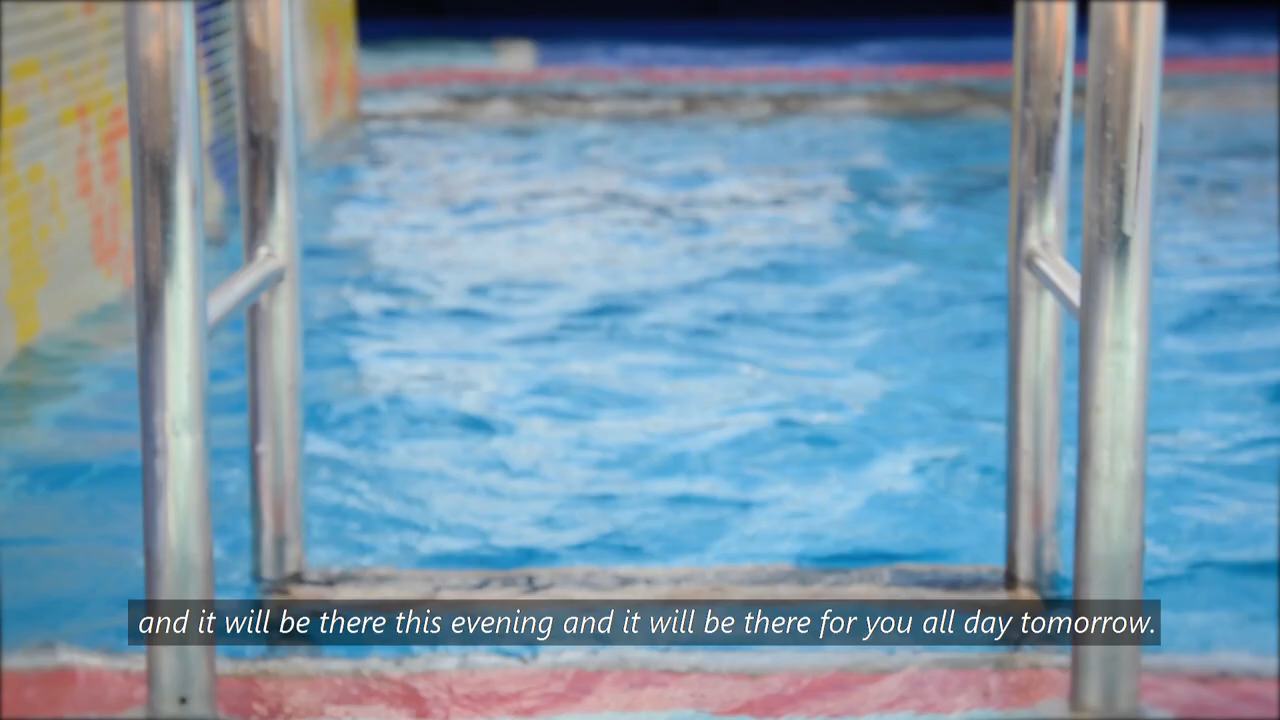 and it will be there this evening and it will be there for you all day tomorrow.